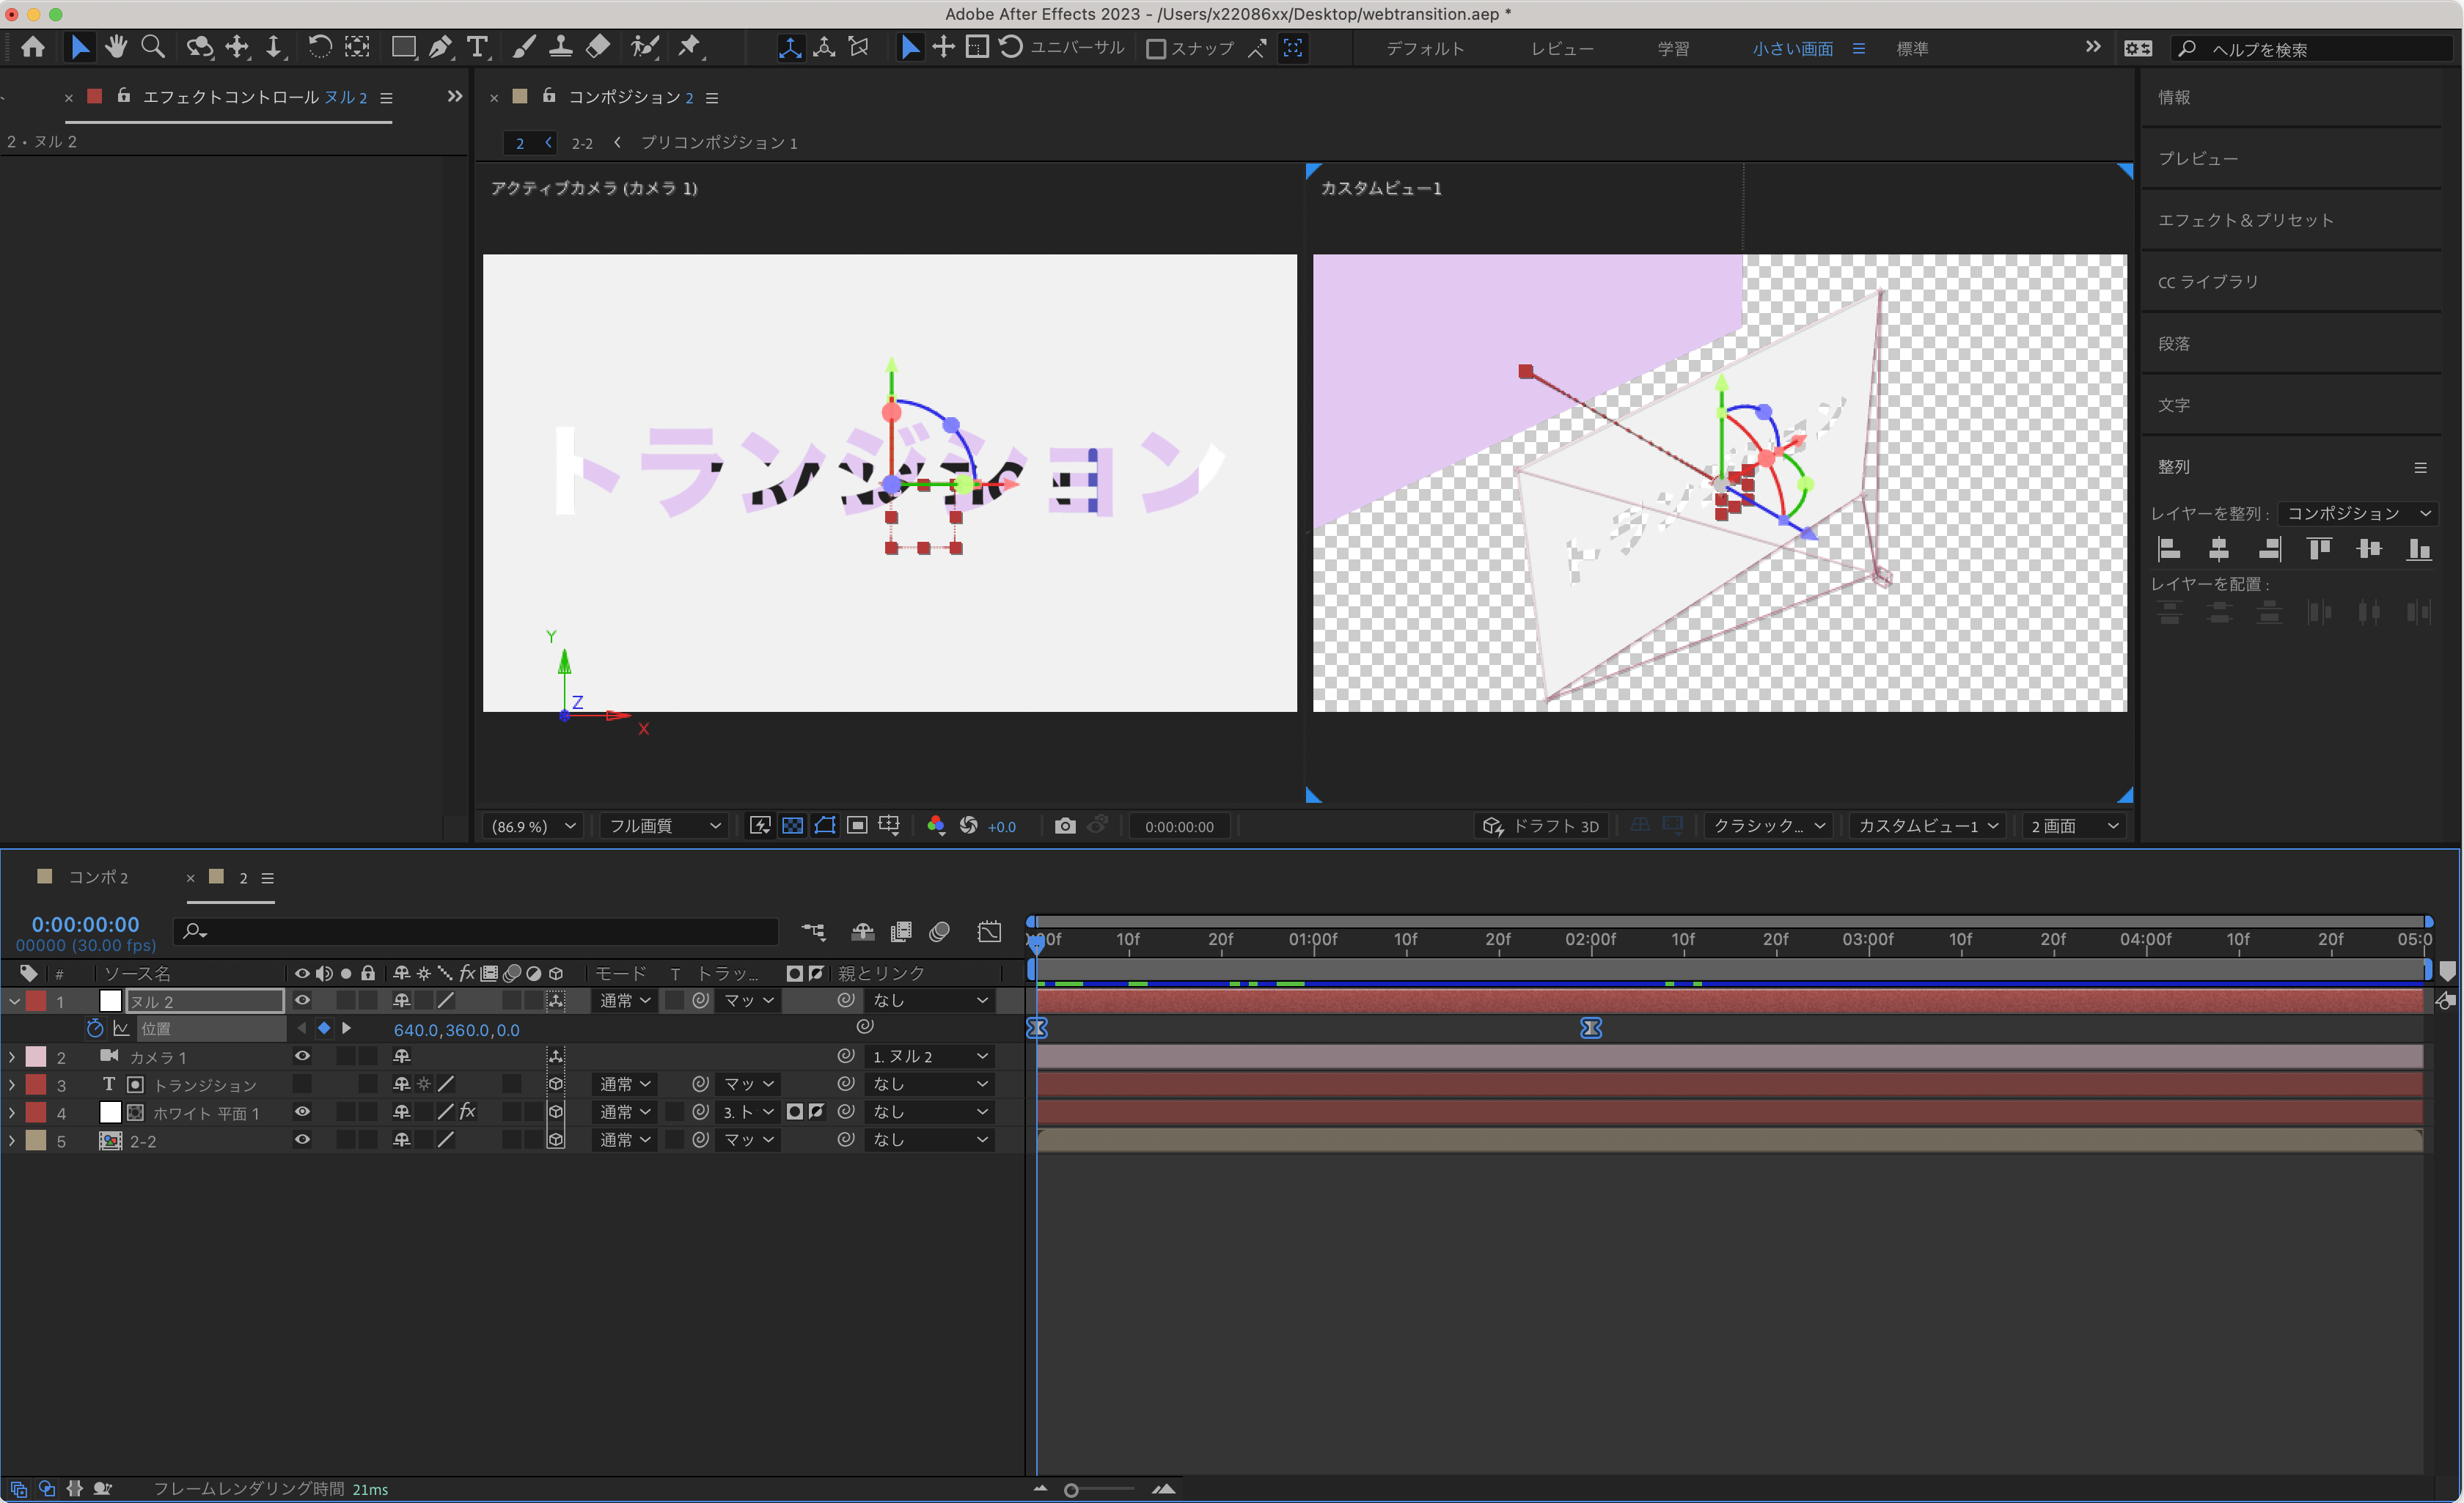 Adobe After Effects 2023 - /Users/x22086xx/Desktop/webtransition.aep *
ユニバーサル
スナップ
デフォルト
レビュー
学習
小さい画面
標準
ヘルプを検索
エフェクトコントロール ヌル 2
2・ヌル 2
コンポジション 2
2
2-2
プリコンポジション 1
アクティブカメラ (カメラ 1)
カスタムビュー1
トランジション
Y
Z
X
(86.9 %)
フル画質
+0.0
0:00:00:00
ドラフト 3D
クラシック...
カスタムビュー1
2 画面
情報
プレビュー
エフェクト＆プリセット
CC ライブラリ
段落
文字
整列
レイヤーを整列 :
コンポジション
レイヤーを配置 :
コンポ 2
2
0:00:00:00
00000 (30.00 fps)
10f
20f
01:00f
10f
20f
02:00f
10f
20f
03:00f
10f
20f
04:00f
10f
20f
05:0
#
ソース名
fx
モード
T
トラッ...
親とリンク
1
ヌル 2
通常
マッ
なし
位置
640.0,360.0,0.0
2
カメラ 1
1. ヌル 2
3
T
トランジション
通常
マッ
なし
4
ホワイト 平面 1
fx
通常
3. ト
なし
5
2-2
通常
マッ
なし
フレームレンダリング時間 21ms